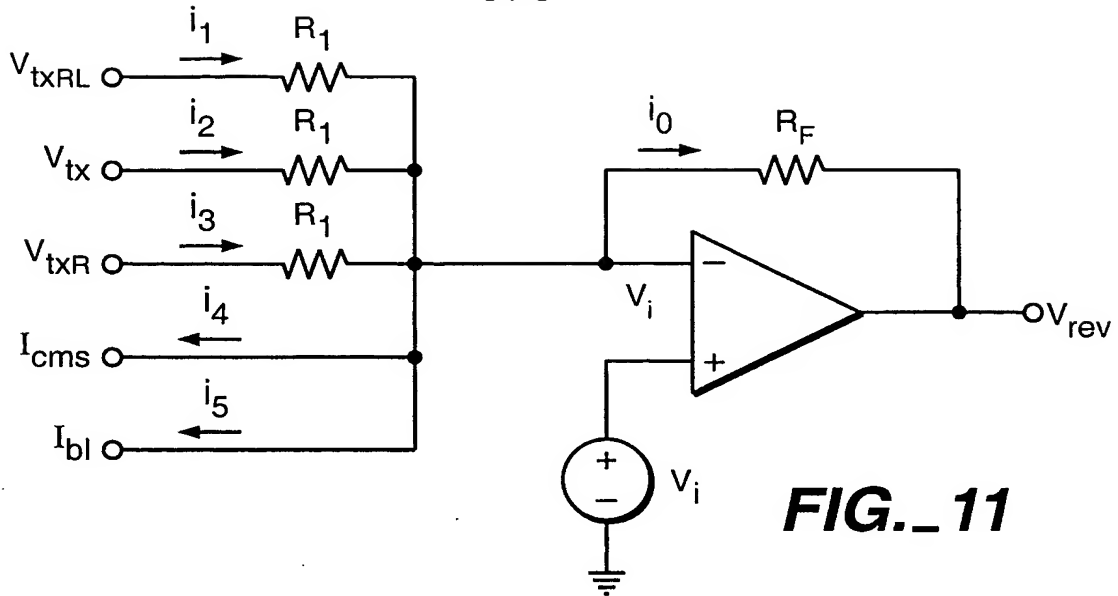 i1 R1
VtxRL
i2 R1
Vtx
i3 R1
VtxR
i4
Icms
i5
Ibl
i0 RF
−
Vi
+
Vrev
+
−
Vi
FIG._ 11